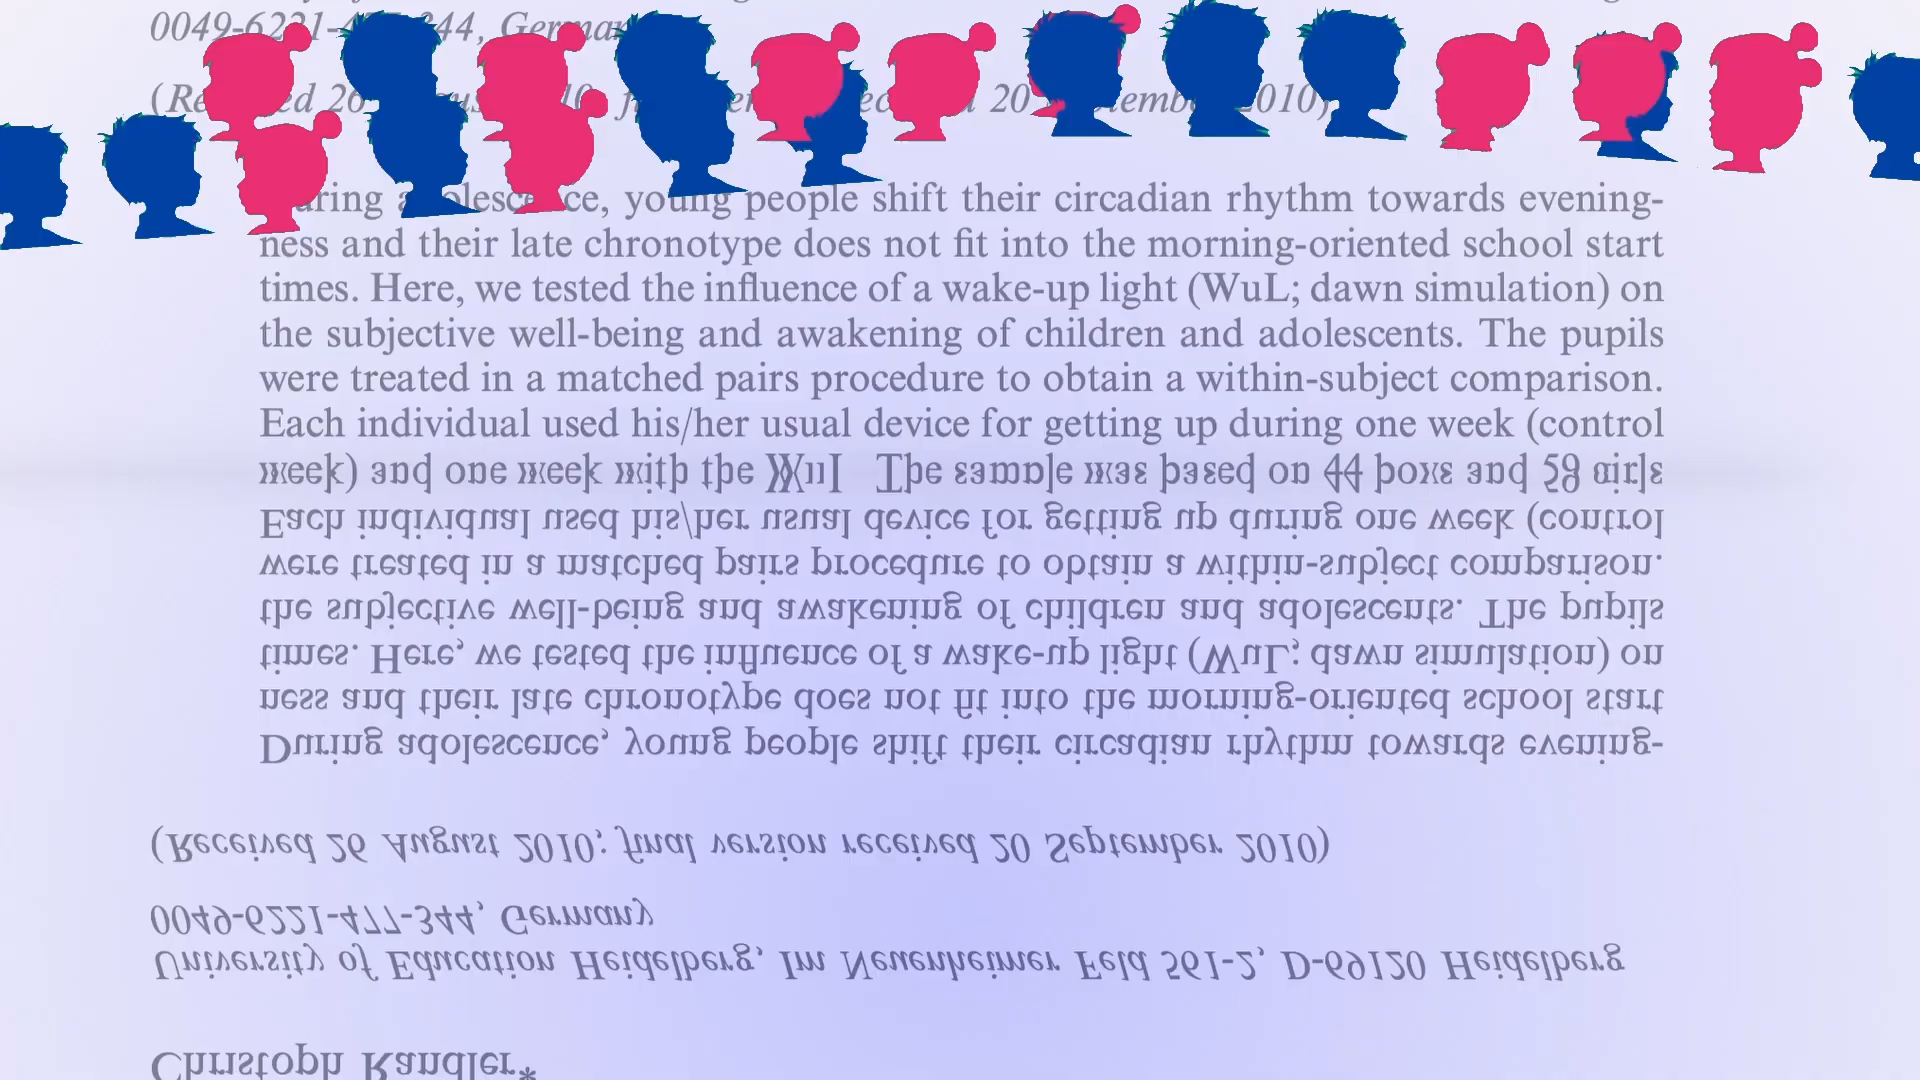 0049-6221-477-344, Germany
(Received 26 August 2010; final version received 20 September 2010)
During adolescence, young people shift their circadian rhythm towards evening-
ness and their late chronotype does not fit into the morning-oriented school start
times. Here, we tested the influence of a wake-up light (WuL; dawn simulation) on
the subjective well-being and awakening of children and adolescents. The pupils
were treated in a matched pairs procedure to obtain a within-subject comparison.
Each individual used his/her usual device for getting up during one week (control
week) and one week with the WuL. The sample was based on 44 boys and 59 girls
Each individual used his/her usual device for getting up during one week (control
were treated in a matched pairs procedure to obtain a within-subject comparison.
the subjective well-being and awakening of children and adolescents. The pupils
times. Here, we tested the influence of a wake-up light (WuL; dawn simulation) on
ness and their late chronotype does not fit into the morning-oriented school start
During adolescence, young people shift their circadian rhythm towards evening-
(Received 26 August 2010; final version received 20 September 2010)
0049-6221-477-344, Germany
University of Education Heidelberg, Im Neuenheimer Feld 561-2, D-69120 Heidelberg
Christoph Randler*